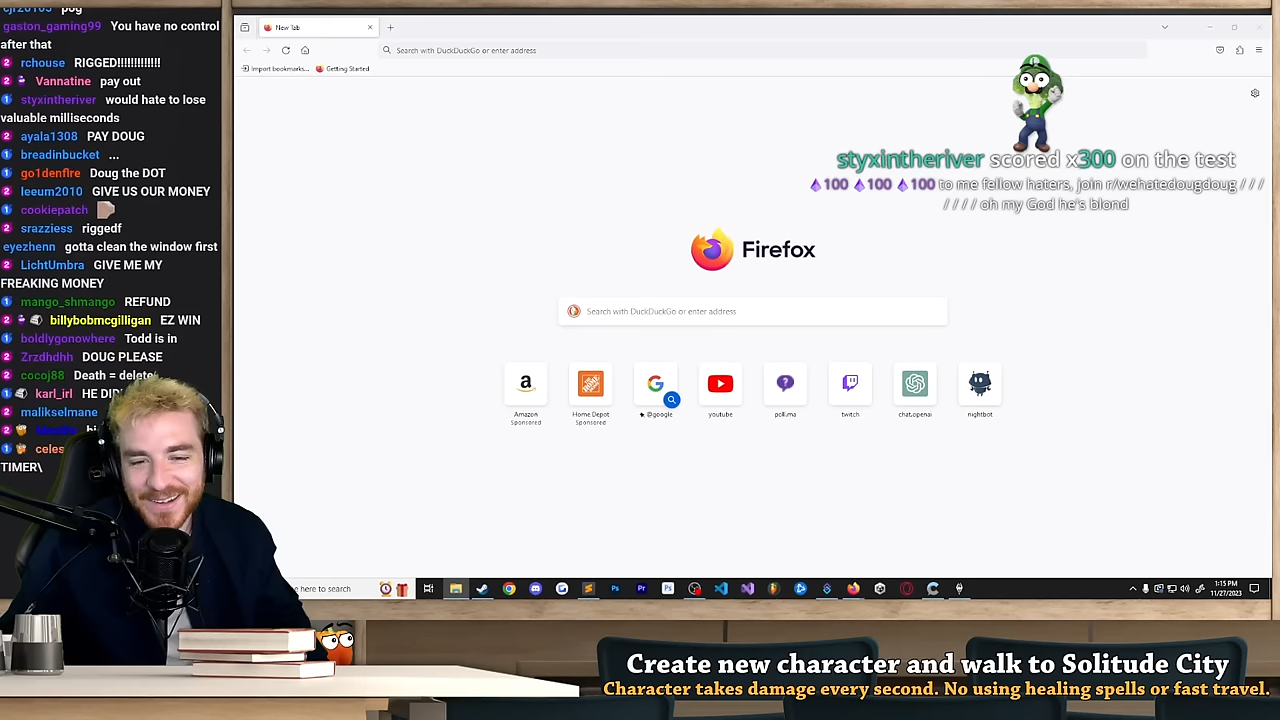 cjr20103 pog
gaston_gaming99 You have no control
after that
rchouse RIGGED!!!!!!!!!!!!!
Vannatine pay out
styxintheriver would hate to lose
valuable milliseconds
ayala1308 PAY DOUG
breadinbucket ...
go1denfire Doug the DOT
leeum2010 GIVE US OUR MONEY
cookiepatch
srazziess riggedf
eyezhenn gotta clean the window first
LichtUmbra GIVE ME MY
FREAKING MONEY
mango_shmango REFUND
billybobmcgilligan EZ WIN
boldlygonowhere Todd is in
Zrzdhdhh DOUG PLEASE
cocoj88 Death = delete
karl_irl HE DID
malikselmane
hi
celes
TIMER\
New Tab
Search with DuckDuckGo or enter address
Import bookmarks...
Getting Started
styxintheriver scored x300 on the test
100 100 100 to me fellow haters, join r/wehatedougdoug / / /
/ / / / oh my God he's blond
Firefox
Search with DuckDuckGo or enter address
Amazon
Sponsored
Home Depot
Sponsored
@google
youtube
poll.ma
twitch
chat.openai
nightbot
here to search
1:15 PM
11/27/2023
Create new character and walk to Solitude City
Character takes damage every second. No using healing spells or fast travel.